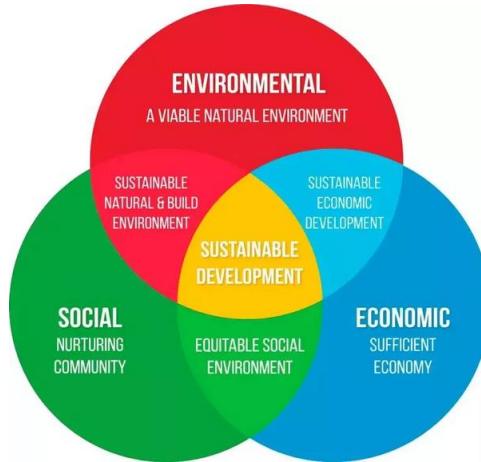 ENVIRONMENTAL
A VIABLE NATURAL ENVIRONMENT
SUSTAINABLE
NATURAL & BUILD
ENVIRONMENT
SUSTAINABLE
ECONOMIC
DEVELOPMENT
SUSTAINABLE
DEVELOPMENT
SOCIAL
NURTURING
COMMUNITY
EQUITABLE SOCIAL
ENVIRONMENT
ECONOMIC
SUFFICIENT
ECONOMY